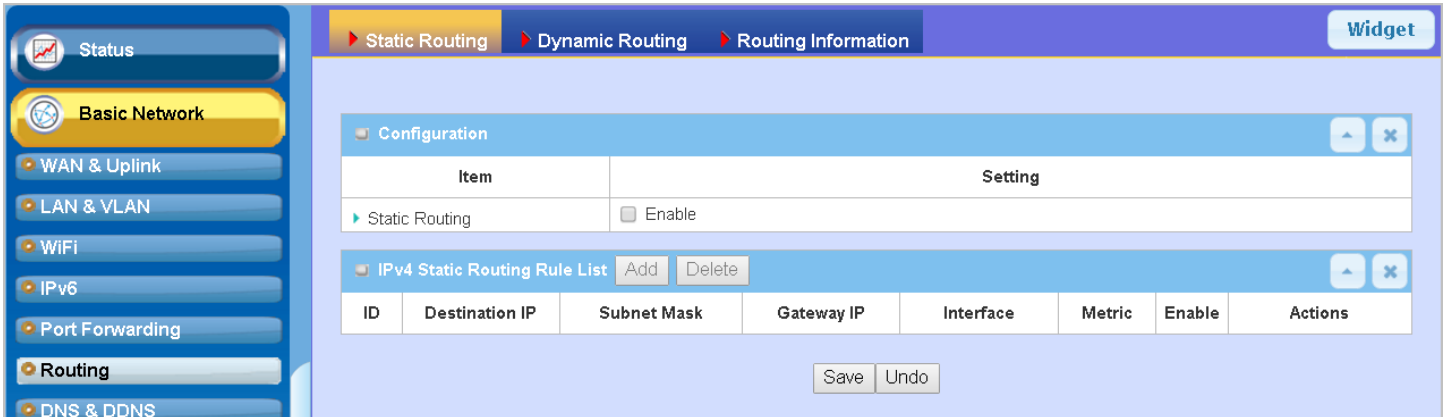 Status
Basic Network
WAN & Uplink
LAN & VLAN
WiFi
IPv6
Port Forwarding
Routing
DNS & DDNS
Static Routing Dynamic Routing Routing Information
Widget
Configuration
Item Setting
Static Routing Enable
IPv4 Static Routing Rule List Add Delete
ID Destination IP Subnet Mask Gateway IP Interface Metric Enable Actions
Save Undo